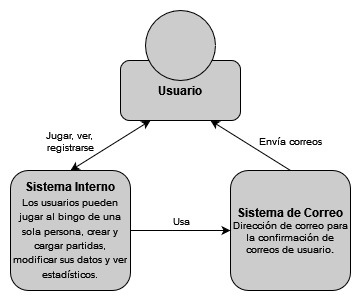 Usuario
Jugar, ver,
registrarse
Envía correos
Sistema Interno
Los usuarios pueden
jugar al bingo de una
sola persona, crear y
cargar partidas,
modificar sus datos y ver
estadísticos.
Usa
Sistema de Correo
Dirección de correo para
la confirmación de
correos de usuario.